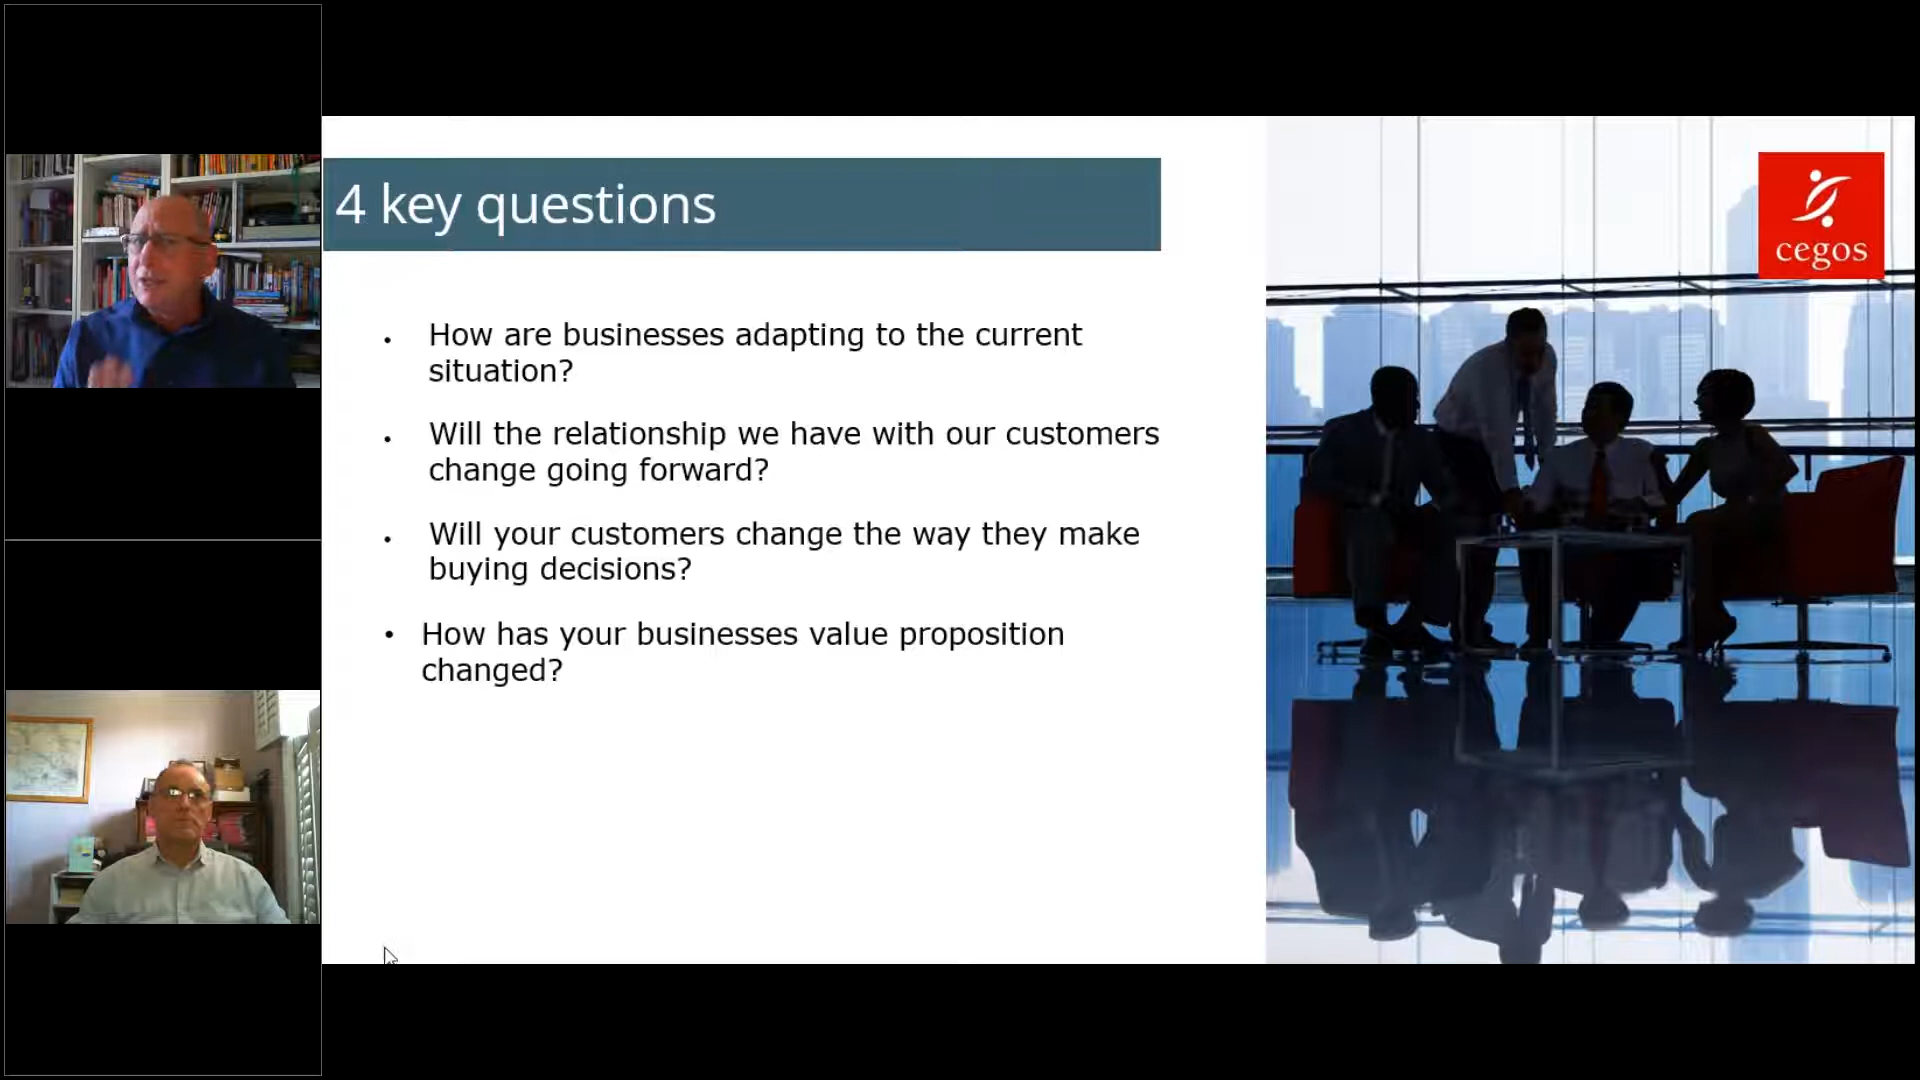 4 key questions
cegos
• How are businesses adapting to the current
situation?
• Will the relationship we have with our customers
change going forward?
• Will your customers change the way they make
buying decisions?
• How has your businesses value proposition
changed?